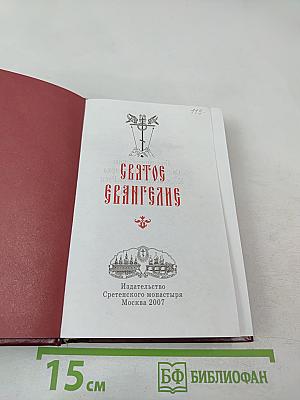 СВЯТОЕ
ЕВАНГЕЛИЕ
Издательство
Сретенского монастыря
Москва 2007
15 см
БФ БИБЛИОФАН